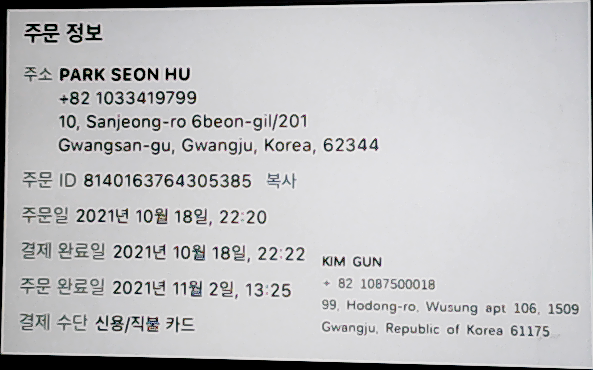 주문 정보
주소 PARK SEON HU
+82 1033419799
10, Sanjeong-ro 6beon-gil/201
Gwangsan-gu, Gwangju, Korea, 62344
주문 ID 8140163764305385 복사
주문일 2021년 10월 18일, 22:20
결제 완료일 2021년 10월 18일, 22:22
주문 완료일 2021년 11월 2일, 13:25
결제 수단 신용/직불 카드
KIM GUN
+ 82 1087500018
99, Hodong-ro, Wusung apt 106, 1509
Gwangju, Republic of Korea 61175